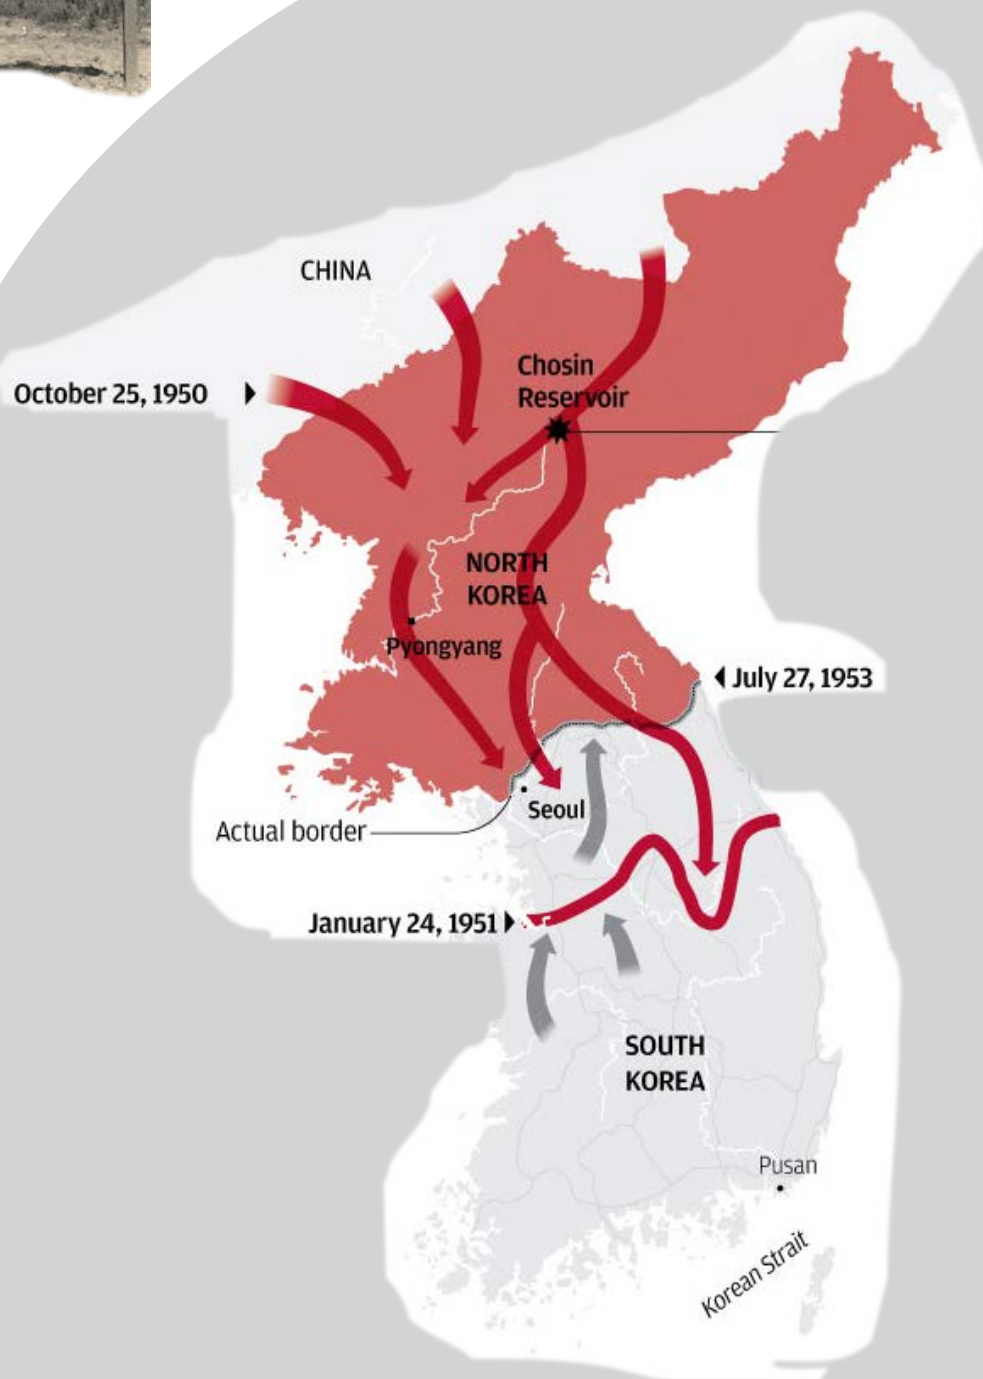 CHINA
October 25, 1950
Chosin
Reservoir
NORTH
KOREA
Pyongyang
July 27, 1953
Seoul
Actual border
January 24, 1951
SOUTH
KOREA
Pusan
Korean Strait